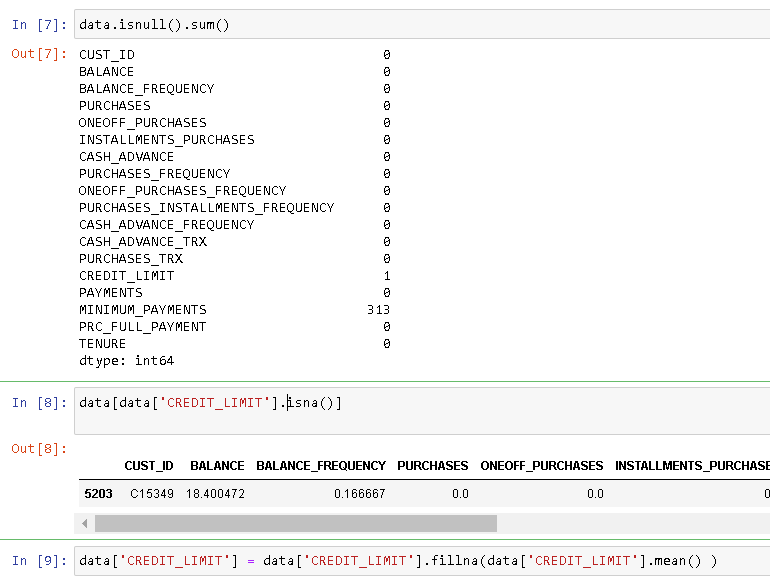 In [7]: data.isnull().sum()
Out[7]: CUST_ID 0
BALANCE 0
BALANCE_FREQUENCY 0
PURCHASES 0
ONEOFF_PURCHASES 0
INSTALLMENTS_PURCHASES 0
CASH_ADVANCE 0
PURCHASES_FREQUENCY 0
ONEOFF_PURCHASES_FREQUENCY 0
PURCHASES_INSTALLMENTS_FREQUENCY 0
CASH_ADVANCE_FREQUENCY 0
CASH_ADVANCE_TRX 0
PURCHASES_TRX 0
CREDIT_LIMIT 1
PAYMENTS 0
MINIMUM_PAYMENTS 313
PRC_FULL_PAYMENT 0
TENURE 0
dtype: int64
In [8]: data[data['CREDIT_LIMIT'].isna()]
Out[8]:
CUST_ID BALANCE BALANCE_FREQUENCY PURCHASES ONEOFF_PURCHASES INSTALLMENTS_PURCHASE
5203 C15349 18.400472 0.166667 0.0 0.0 0
In [9]: data['CREDIT_LIMIT'] = data['CREDIT_LIMIT'].fillna(data['CREDIT_LIMIT'].mean() )